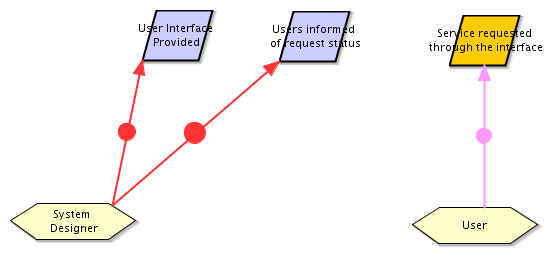 User Interface
Provided
Users informed
of request status
Service requested
through the interface
System
Designer
User